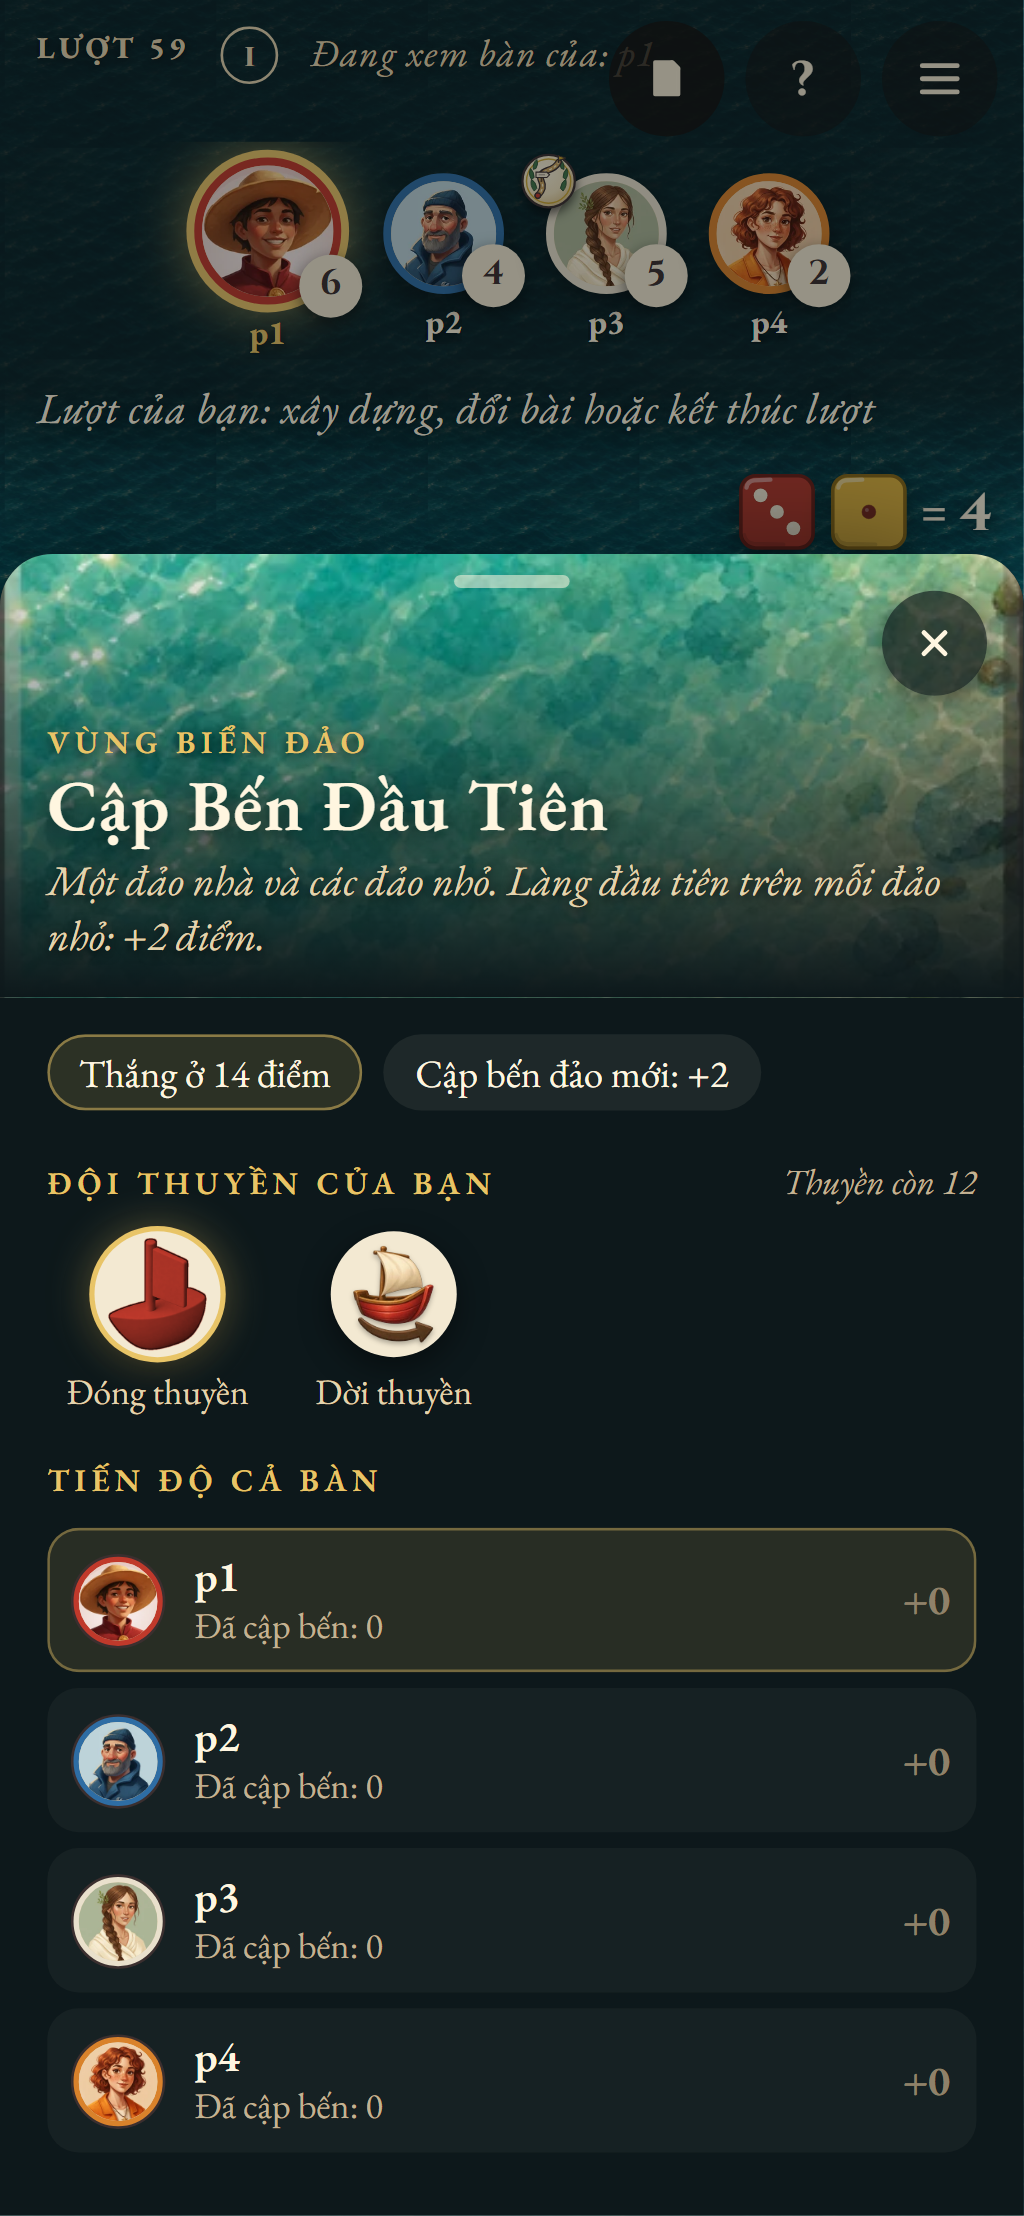 LƯỢT 59
I
Đang xem bàn của: p1
?
6
4
5
2
p1
p2
p3
p4
Lượt của bạn: xây dựng, đổi bài hoặc kết thúc lượt
= 4
VÙNG BIỂN ĐẢO
Cập Bến Đầu Tiên
Một đảo nhà và các đảo nhỏ. Làng đầu tiên trên mỗi đảo
nhỏ: +2 điểm.
Thắng ở 14 điểm
Cập bến đảo mới: +2
ĐỘI THUYỀN CỦA BẠN
Thuyền còn 12
Đóng thuyền
Dời thuyền
TIẾN ĐỘ CẢ BÀN
p1
Đã cập bến: 0
+0
p2
Đã cập bến: 0
+0
p3
Đã cập bến: 0
+0
p4
Đã cập bến: 0
+0